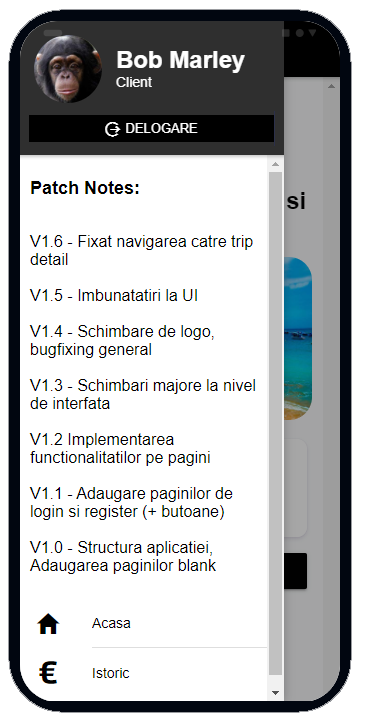 Bob Marley
Client
DELOGARE
si
Patch Notes:
V1.6 - Fixat navigarea catre trip
detail
V1.5 - Imbunatatiri la UI
V1.4 - Schimbare de logo,
bugfixing general
V1.3 - Schimbari majore la nivel
de interfata
V1.2 Implementarea
functionalitatilor pe pagini
V1.1 - Adaugare paginilor de
login si register (+ butoane)
V1.0 - Structura aplicatiei,
Adaugarea paginilor blank
Acasa
€ Istoric